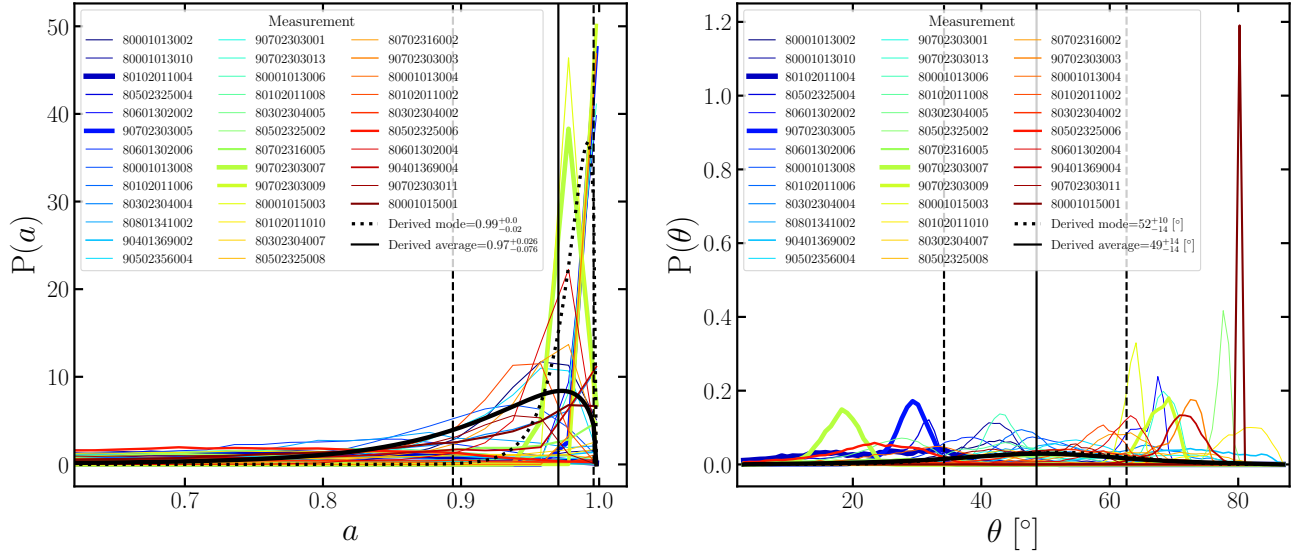 Measurement
80001013002 90702303001 80702316002
80001013010 90702303013 90702303003
80102011004 80001013006 80001013004
80502325004 80102011008 80102011002
80601302002 80302304005 80302304002
90702303005 80502325002 80502325006
80601302006 80702316005 80601302004
80001013008 90702303007 90401369004
80102011006 90702303009 90702303011
80302304004 80001015003 80001015001
80801341002 80102011010 Derived mode=0.99+0.0−0.02
90401369002 80302304007 Derived average=0.97+0.026−0.076
90502356004 80502325008
P(a)
50
40
30
20
10
0
0.7 0.8 0.9 1.0
a
Measurement
80001013002 90702303001 80702316002
80001013010 90702303013 90702303003
80102011004 80001013006 80001013004
80502325004 80102011008 80102011002
80601302002 80302304005 80302304002
90702303005 80502325002 80502325006
80601302006 80702316005 80601302004
80001013008 90702303007 90401369004
80102011006 90702303009 90702303011
80302304004 80001015003 80001015001
80801341002 80102011010 Derived mode=52+10−14 [°]
90401369002 80302304007 Derived average=49+14−14 [°]
90502356004 80502325008
P(θ)
1.2
1.0
0.8
0.6
0.4
0.2
0.0
20 40 60 80
θ [°]